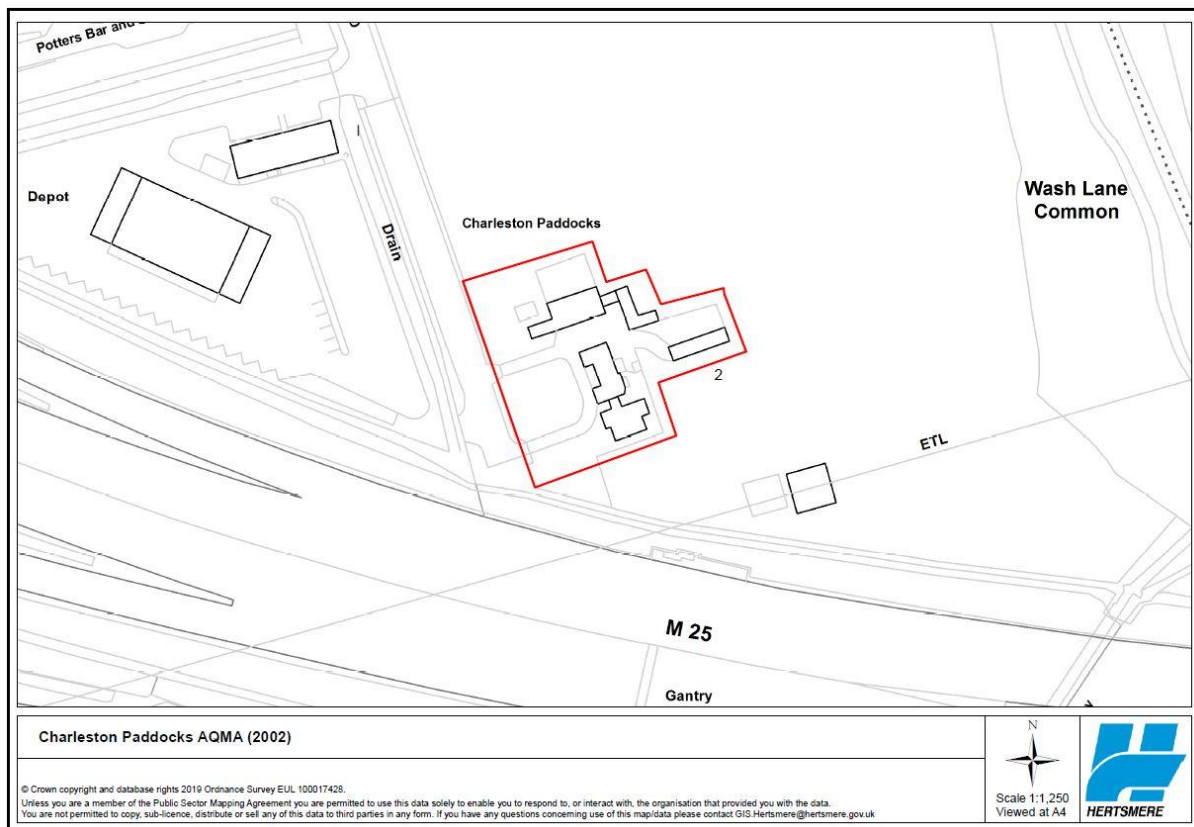 Potters Bar and
Depot
Drain
Charleston Paddocks
Wash Lane
Common
2
ETL
M 25
Gantry
Charleston Paddocks AQMA (2002)
© Crown copyright and database rights 2019 Ordnance Survey EUL 100017428.
Unless you are a member of the Public Sector Mapping Agreement you are permitted to use this data solely to enable you to respond to, or interact with, the organisation that provided you with the data.
You are not permitted to copy, sub-licence, distribute or sell any of this data to third parties in any form. If you have any questions concerning use of this map/data please contact GIS.Hertsmere@hertsmere.gov.uk
N
Scale 1:1,250
Viewed at A4
HERTSMERE